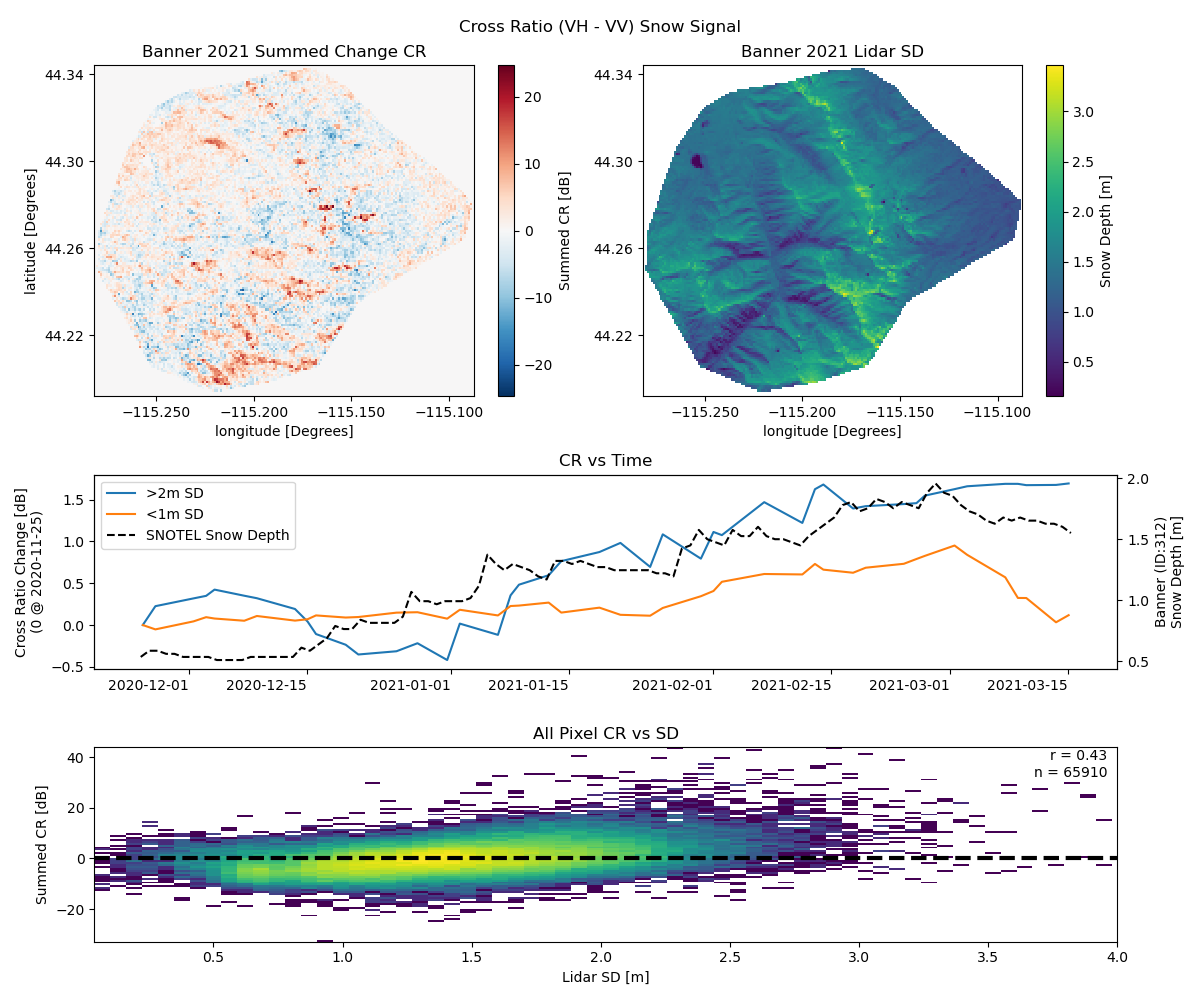 Cross Ratio (VH - VV) Snow Signal
Banner 2021 Summed Change CR
44.34
44.30
44.26
44.22
latitude [Degrees]
−115.250
−115.200
−115.150
−115.100
longitude [Degrees]
20
10
0
−10
−20
Summed CR [dB]
Banner 2021 Lidar SD
44.34
44.30
44.26
44.22
−115.250
−115.200
−115.150
−115.100
longitude [Degrees]
3.0
2.5
2.0
1.5
1.0
0.5
Snow Depth [m]
CR vs Time
Cross Ratio Change [dB]
(0 @ 2020-11-25)
1.5
1.0
0.5
0.0
−0.5
>2m SD
<1m SD
SNOTEL Snow Depth
2.0
1.5
1.0
0.5
Banner (ID:312)
Snow Depth [m]
2020-12-01
2020-12-15
2021-01-01
2021-01-15
2021-02-01
2021-02-15
2021-03-01
2021-03-15
All Pixel CR vs SD
Summed CR [dB]
40
20
0
−20
r = 0.43
n = 65910
0.5
1.0
1.5
2.0
2.5
3.0
3.5
4.0
Lidar SD [m]